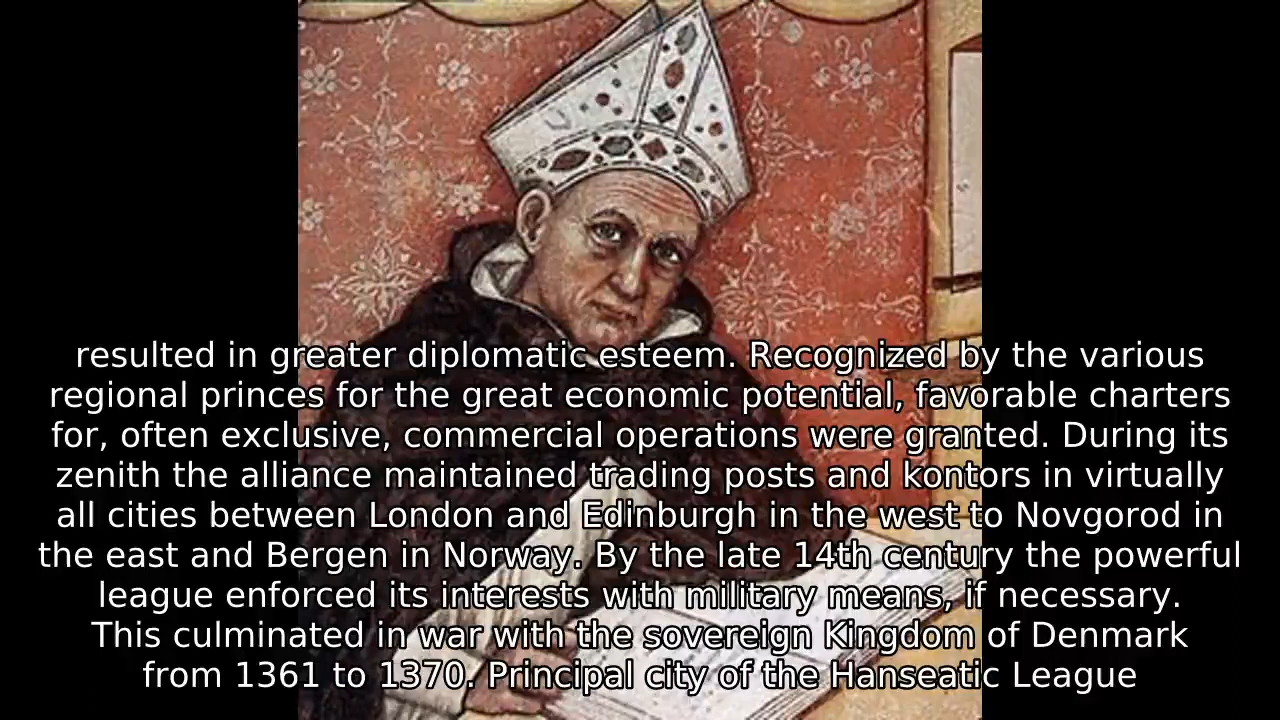 resulted in greater diplomatic esteem. Recognized by the various
regional princes for the great economic potential, favorable charters
for, often exclusive, commercial operations were granted. During its
zenith the alliance maintained trading posts and kontors in virtually
all cities between London and Edinburgh in the west to Novgorod in
the east and Bergen in Norway. By the late 14th century the powerful
league enforced its interests with military means, if necessary.
This culminated in war with the sovereign Kingdom of Denmark
from 1361 to 1370. Principal city of the Hanseatic League